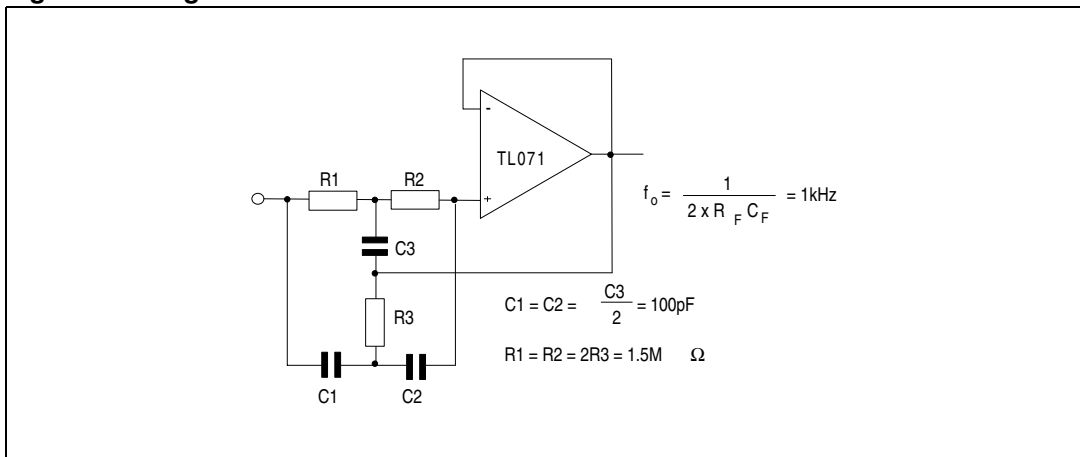 -
TL071
+
R1
R2
C3
R3
C1
C2
f o = 1 / 2 x R F C F = 1kHz
C1 = C2 = C3 / 2 = 100pF
R1 = R2 = 2R3 = 1.5M Ω